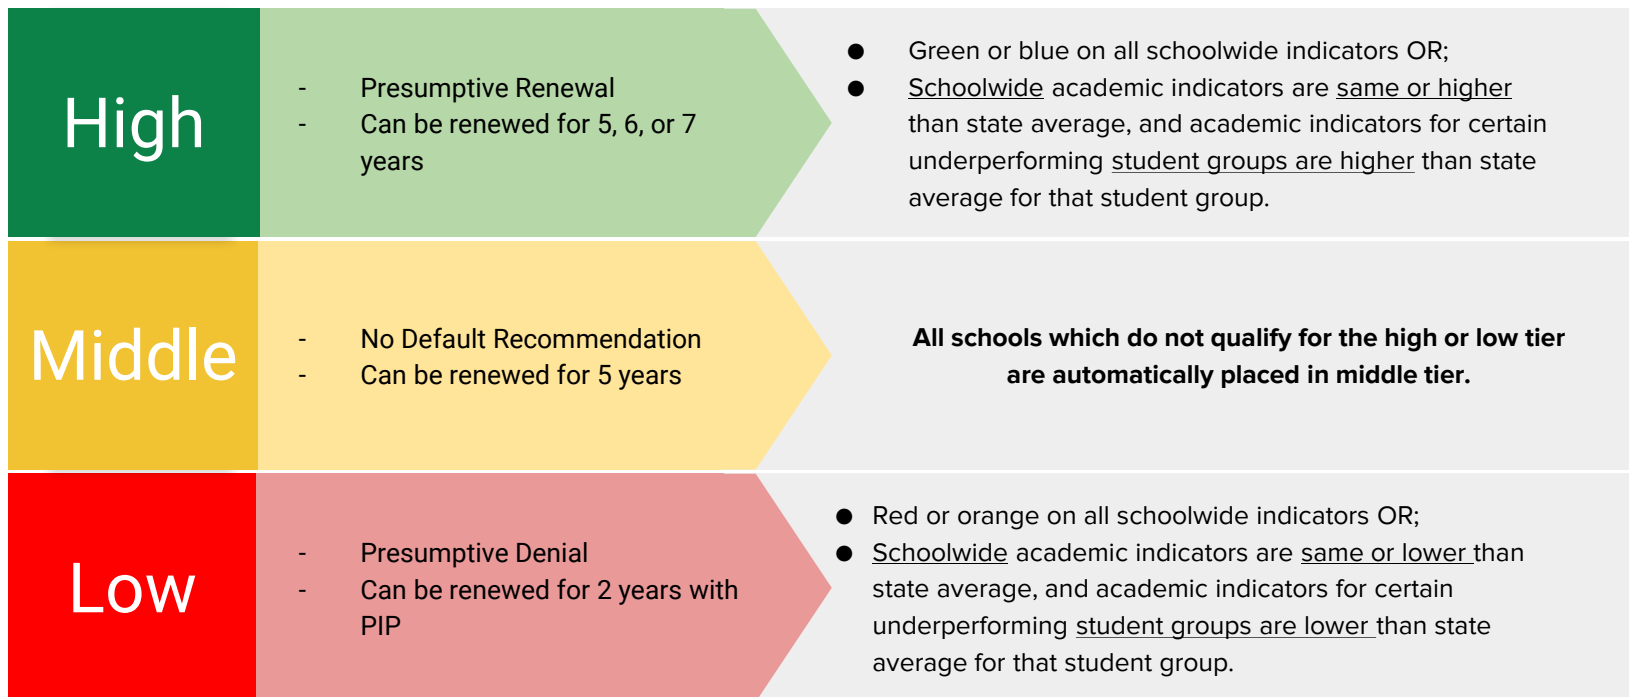 High
- Presumptive Renewal
- Can be renewed for 5, 6, or 7
years
● Green or blue on all schoolwide indicators OR;
● Schoolwide academic indicators are same or higher
than state average, and academic indicators for certain
underperforming student groups are higher than state
average for that student group.
Middle
- No Default Recommendation
- Can be renewed for 5 years
All schools which do not qualify for the high or low tier
are automatically placed in middle tier.
Low
- Presumptive Denial
- Can be renewed for 2 years with
PIP
● Red or orange on all schoolwide indicators OR;
● Schoolwide academic indicators are same or lower than
state average, and academic indicators for certain
underperforming student groups are lower than state
average for that student group.